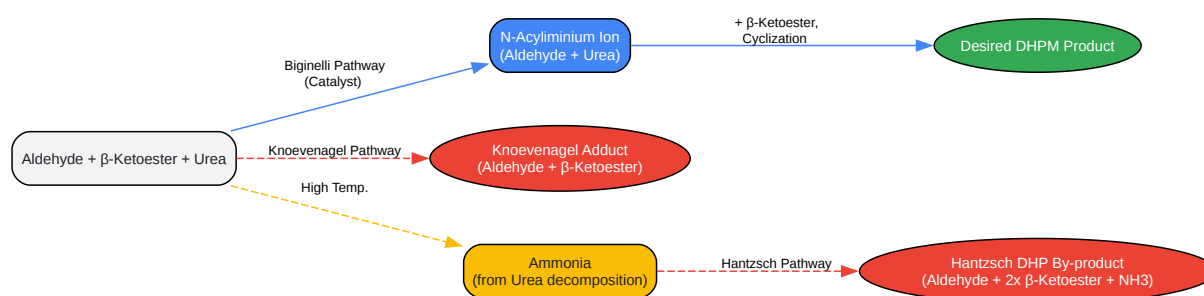 N-Acyliminium Ion
(Aldehyde + Urea)
+ β-Ketoester,
Cyclization
Desired DHPM Product
Biginelli Pathway
(Catalyst)
Aldehyde + β-Ketoester + Urea
Knoevenagel Pathway
Knoevenagel Adduct
(Aldehyde + β-Ketoester)
High Temp.
Ammonia
(from Urea decomposition)
Hantzsch Pathway
Hantzsch DHP By-product
(Aldehyde + 2x β-Ketoester + NH3)